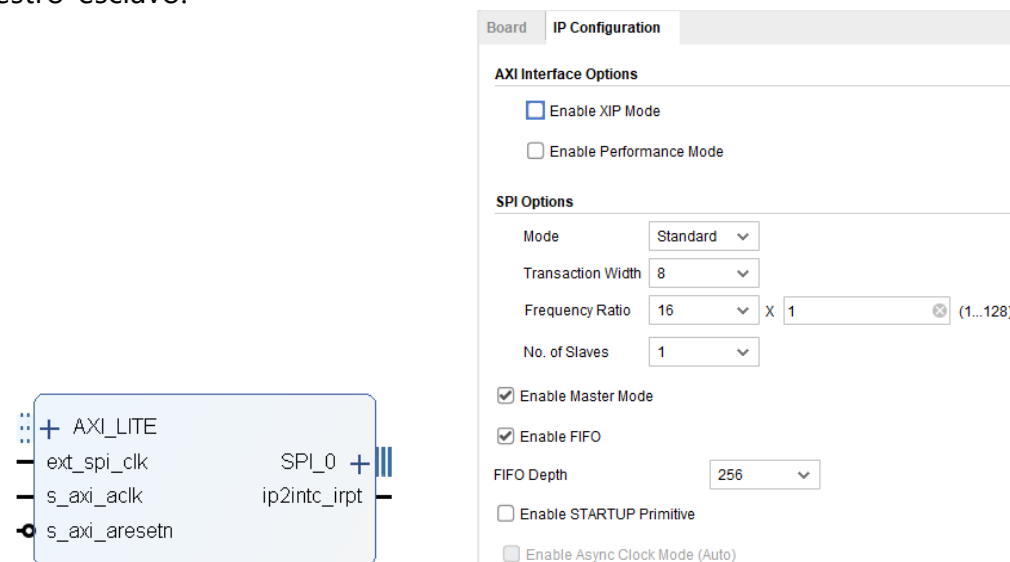 esclavo.
Board IP Configuration
AXI Interface Options
Enable XIP Mode
Enable Performance Mode
SPI Options
Mode Standard
Transaction Width 8
Frequency Ratio 16 X 1 (1...128)
No. of Slaves 1
Enable Master Mode
Enable FIFO
FIFO Depth 256
Enable STARTUP Primitive
Enable Async Clock Mode (Auto)
AXI_LITE
ext_spi_clk SPI_0
s_axi_aclk ip2intc_irpt
s_axi_aresetn